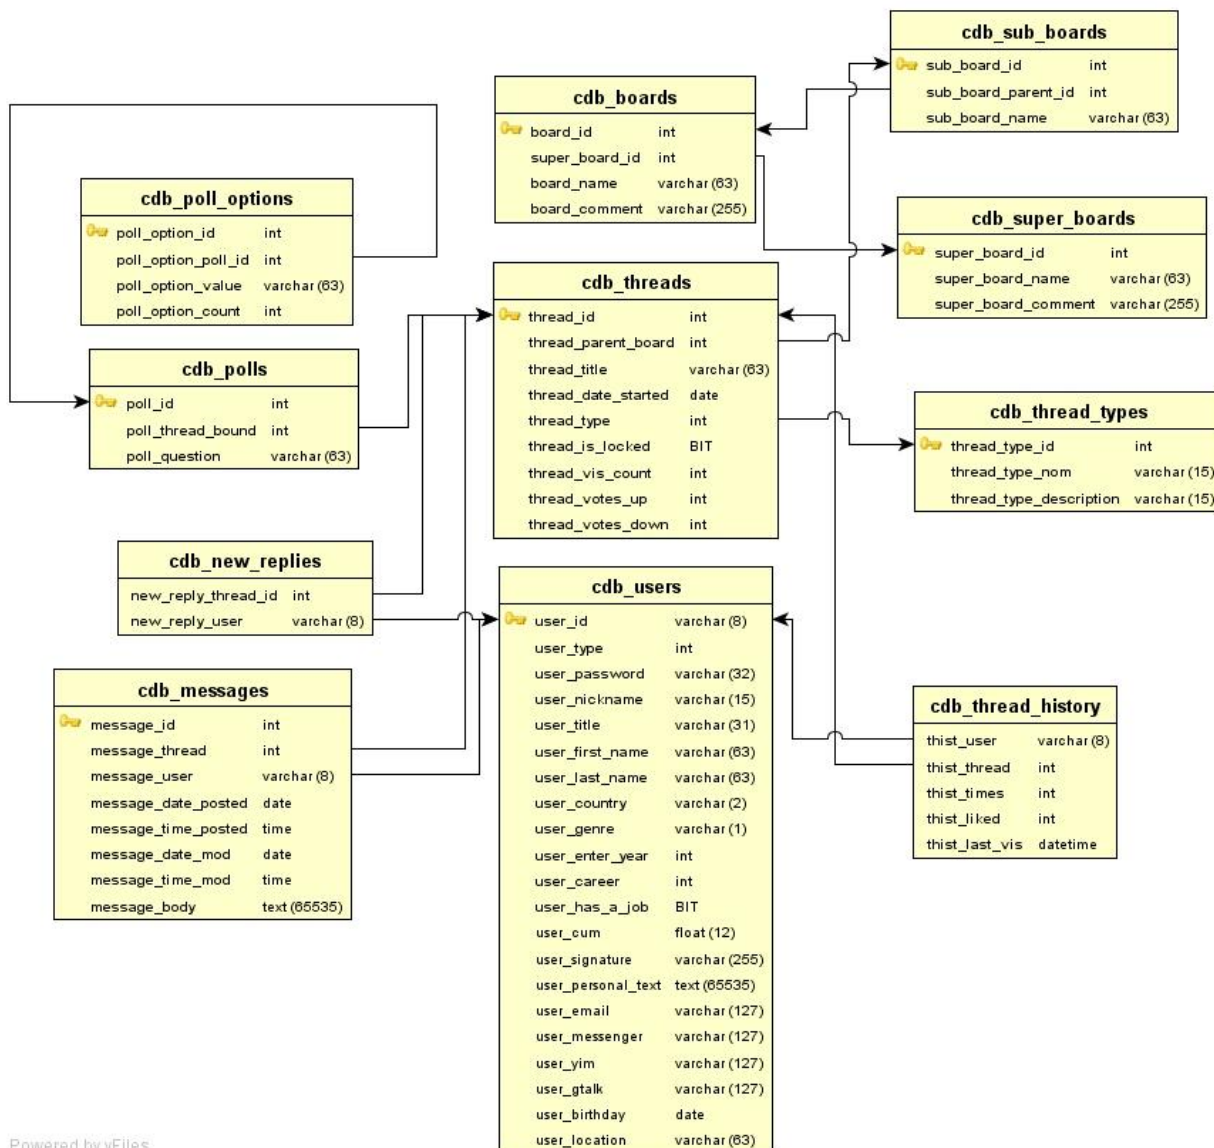 cdb_sub_boards
sub_board_id int
sub_board_parent_id int
sub_board_name varchar(63)
cdb_boards
board_id int
super_board_id int
board_name varchar(63)
board_comment varchar(255)
cdb_poll_options
poll_option_id int
poll_option_poll_id int
poll_option_value varchar(63)
poll_option_count int
cdb_super_boards
super_board_id int
super_board_name varchar(63)
super_board_comment varchar(255)
cdb_threads
thread_id int
thread_parent_board int
thread_title varchar(63)
thread_date_started date
thread_type int
thread_is_locked BIT
thread_vis_count int
thread_votes_up int
thread_votes_down int
cdb_polls
poll_id int
poll_thread_bound int
poll_question varchar(63)
cdb_thread_types
thread_type_id int
thread_type_nom varchar(15)
thread_type_description varchar(15)
cdb_new_replies
new_reply_thread_id int
new_reply_user varchar(8)
cdb_users
user_id varchar(8)
user_type int
user_password varchar(32)
user_nickname varchar(15)
user_title varchar(31)
user_first_name varchar(63)
user_last_name varchar(63)
user_country varchar(2)
user_genre varchar(1)
user_enter_year int
user_career int
user_has_a_job BIT
user_cum float(12)
user_signature varchar(255)
user_personal_text text(65535)
user_email varchar(127)
user_messenger varchar(127)
user_yim varchar(127)
user_gtalk varchar(127)
user_birthday date
user_location varchar(63)
cdb_messages
message_id int
message_thread int
message_user varchar(8)
message_date_posted date
message_time_posted time
message_date_mod date
message_time_mod time
message_body text(65535)
cdb_thread_history
thist_user varchar(8)
thist_thread int
thist_times int
thist_liked int
thist_last_vis datetime
Powered by yFiles